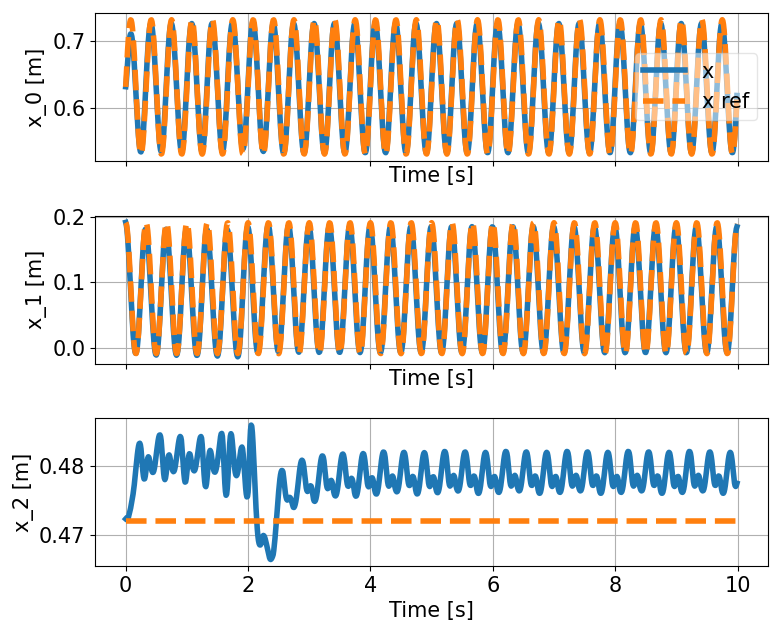 x_0 [m]
0.7
0.6
x
x ref
Time [s]
x_1 [m]
0.2
0.1
0.0
Time [s]
x_2 [m]
0.48
0.47
0 2 4 6 8 10
Time [s]